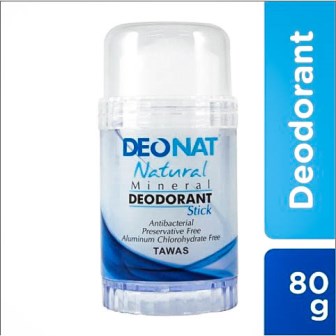 DEONAT
Natural
Mineral
DEODORANT
Stick
Antibacterial
Preservative Free
Aluminum Chlorohydrate Free
TAWAS
Deodorant
80
g